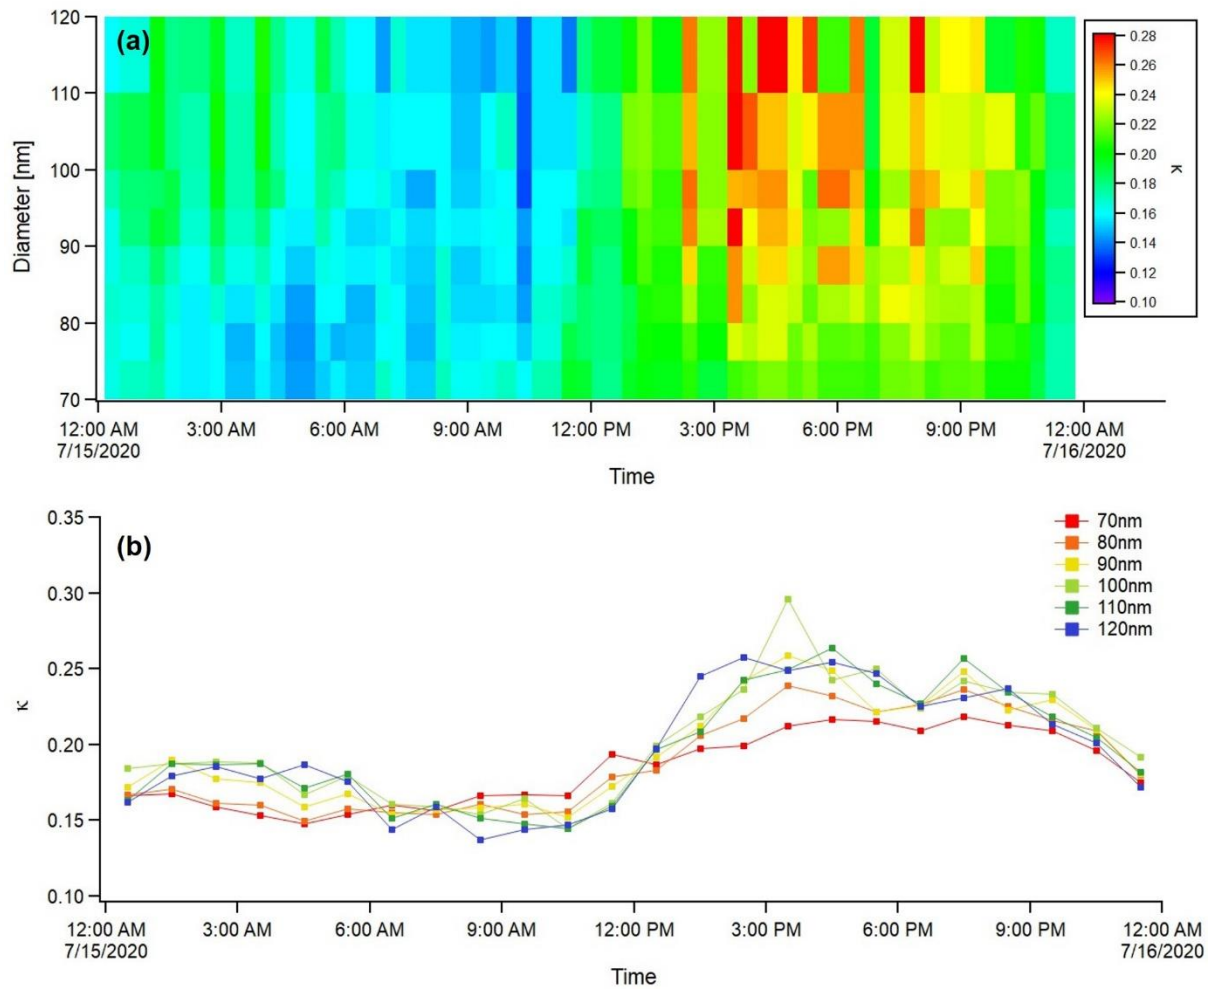 (a)
120
110
100
90
80
70
Diameter [nm]
12:00 AM
7/15/2020
3:00 AM
6:00 AM
9:00 AM
12:00 PM
3:00 PM
6:00 PM
9:00 PM
12:00 AM
7/16/2020
Time
0.28
0.26
0.24
0.22
0.20
0.18
0.16
0.14
0.12
0.10
κ
(b)
0.35
0.30
0.25
0.20
0.15
0.10
κ
70nm
80nm
90nm
100nm
110nm
120nm
12:00 AM
7/15/2020
3:00 AM
6:00 AM
9:00 AM
12:00 PM
3:00 PM
6:00 PM
9:00 PM
12:00 AM
7/16/2020
Time